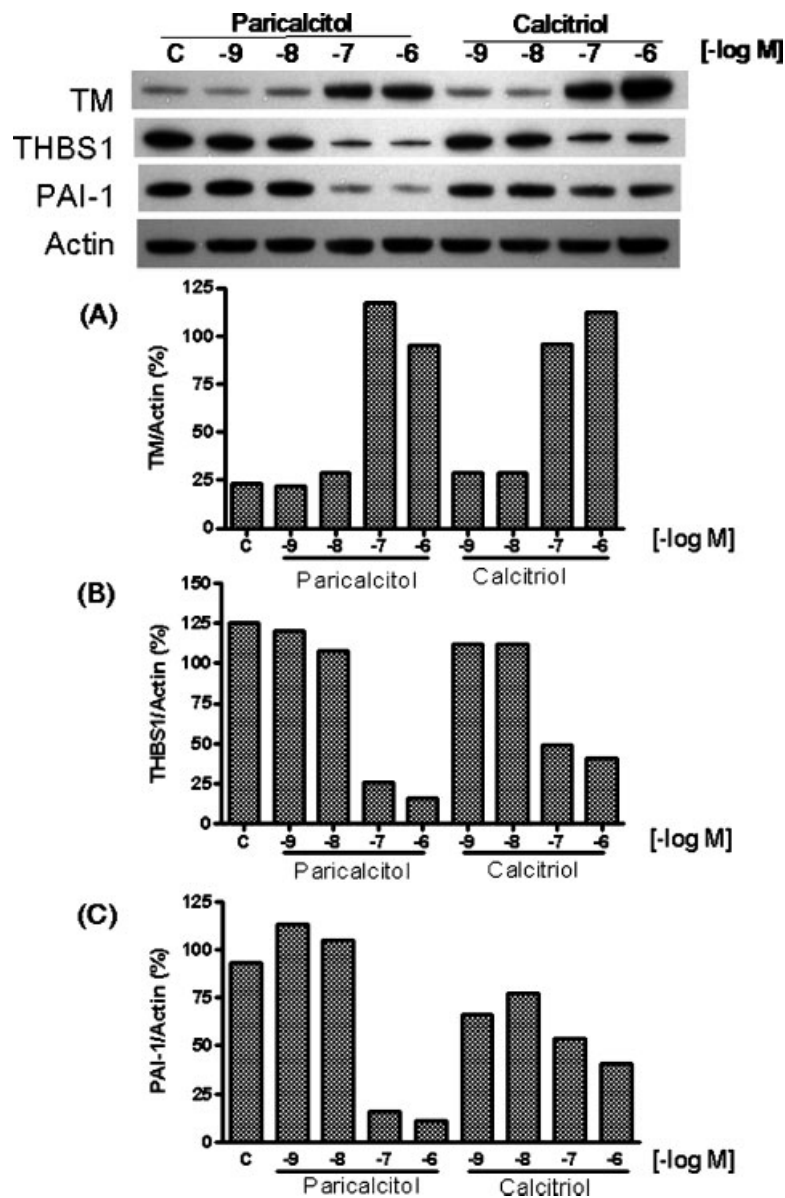 Paricalcitol Calcitriol
C -9 -8 -7 -6 -9 -8 -7 -6 [-log M]
TM
THBS1
PAI-1
Actin
(A)
TM/Actin (%)
125
100
75
50
25
0
C -9 -8 -7 -6 -9 -8 -7 -6 [-log M]
Paricalcitol Calcitriol
(B)
THBS1/Actin (%)
150
125
100
75
50
25
0
C -9 -8 -7 -6 -9 -8 -7 -6 [-log M]
Paricalcitol Calcitriol
(C)
PAI-1/Actin (%)
125
100
75
50
25
0
C -9 -8 -7 -6 -9 -8 -7 -6 [-log M]
Paricalcitol Calcitriol